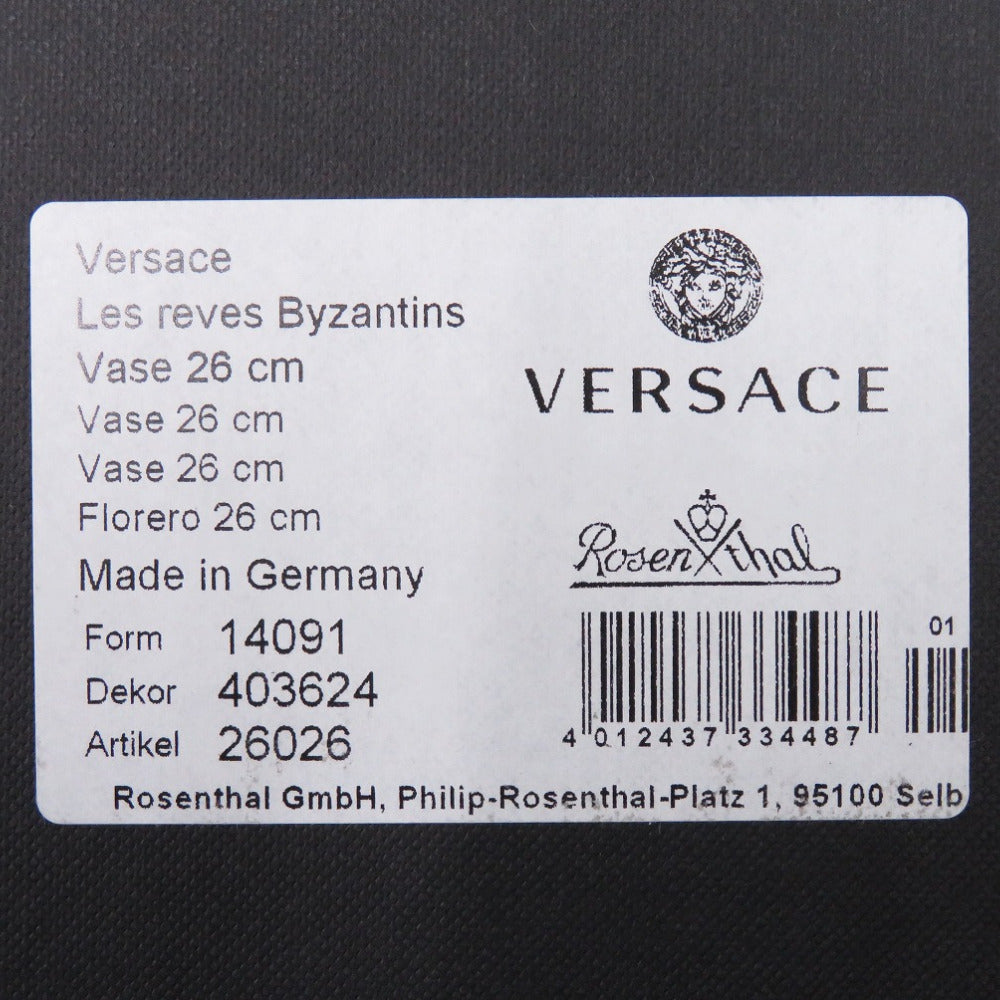 Versace
Les reves Byzantins
Vase 26 cm
Vase 26 cm
Vase 26 cm
Florero 26 cm
Made in Germany
Form 14091
Dekor 403624
Artikel 26026
VERSACE
Rosenthal
01
4 012437 334487
Rosenthal GmbH, Philip-Rosenthal-Platz 1, 95100 Selb